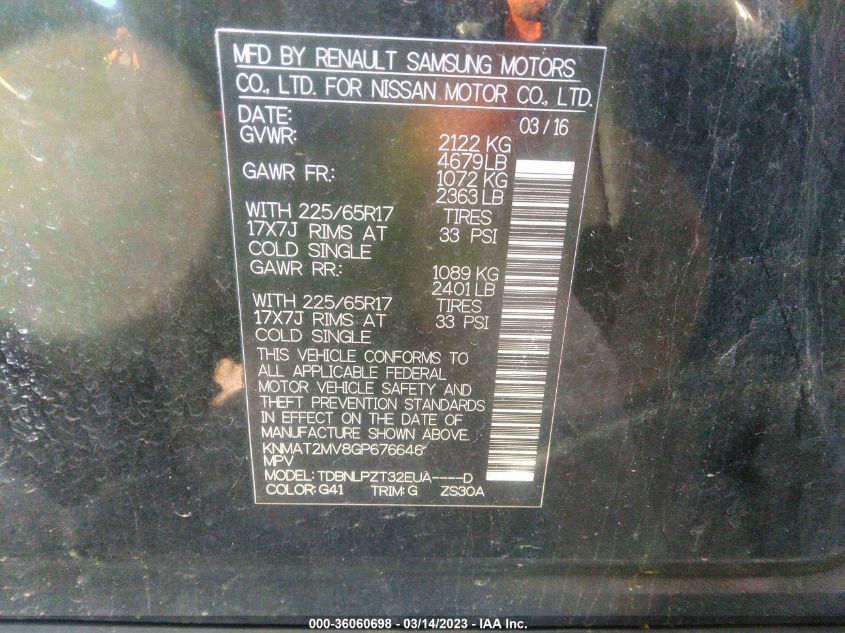 MFD BY RENAULT SAMSUNG MOTORS
CO., LTD. FOR NISSAN MOTOR CO., LTD.
DATE: 03/16
GVWR: 2122 KG
4679 LB
GAWR FR: 1072 KG
2363 LB
WITH 225/65R17 TIRES
17X7J RIMS AT 33 PSI
COLD SINGLE
GAWR RR: 1089 KG
2401 LB
WITH 225/65R17 TIRES
17X7J RIMS AT 33 PSI
COLD SINGLE
THIS VEHICLE CONFORMS TO
ALL APPLICABLE FEDERAL
MOTOR VEHICLE SAFETY AND
THEFT PREVENTION STANDARDS
IN EFFECT ON THE DATE OF
MANUFACTURE SHOWN ABOVE.
KNMAT2MV8GP676646
MPV
MODEL: TDBNLPZT32EUA----D
COLOR: G41 TRIM: G ZS30A
000-36060698 - 03/14/2023 - IAA Inc.